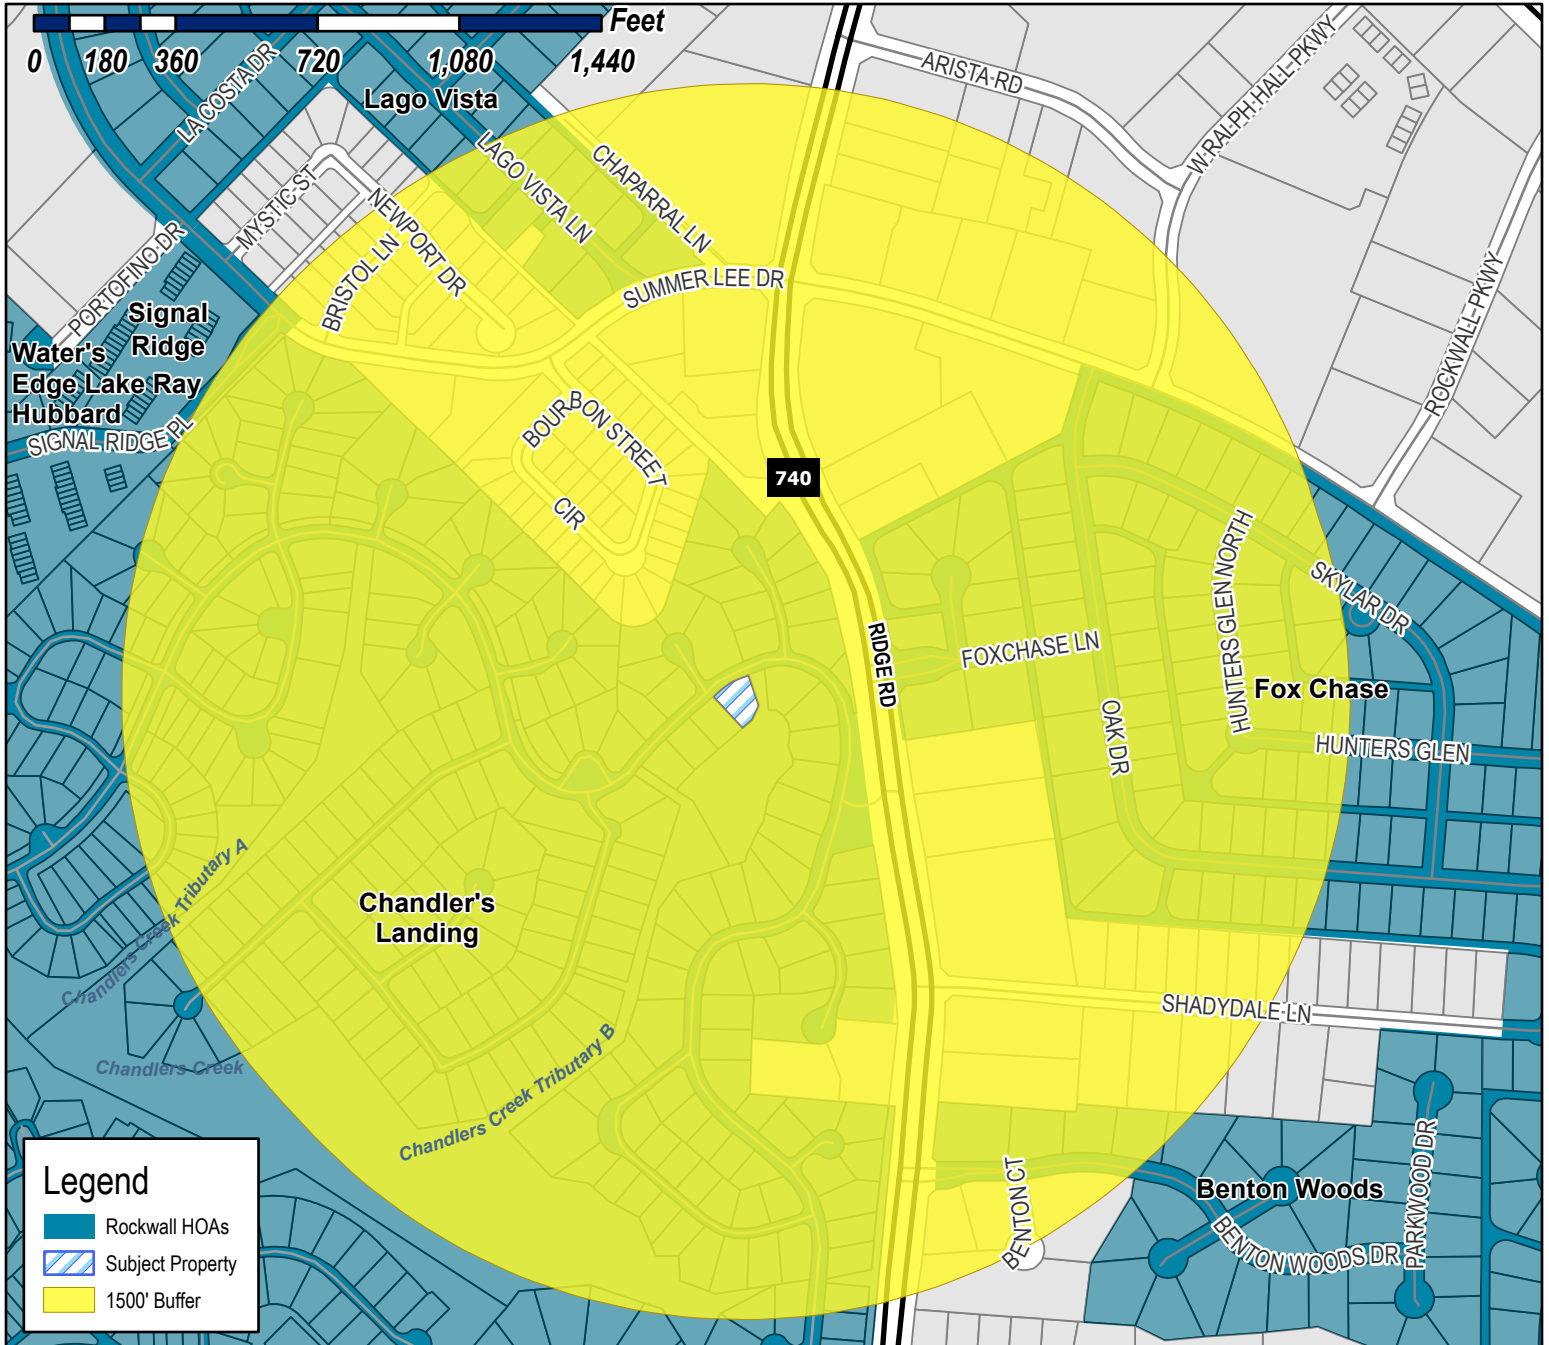 Feet
0 180 360 720 1,080 1,440
LA COSTA DR
Lago Vista
ARISTA RD
W RALPH HALL PKWY
LAGO VISTA LN
CHAPARRAL LN
MYSTIC ST
NEWPORT DR
BRISTOL LN
PORTOFINO DR
SUMMER LEE DR
ROCKWALL PKWY
Signal
Ridge
Water's
Edge Lake Ray
Hubbard
SIGNAL RIDGE PL
BOURBON STREET
CIR
740
RIDGE RD
FOXCHASE LN
OAK DR
HUNTERS GLEN NORTH
SKYLAR DR
Fox Chase
HUNTERS GLEN
Chandlers Creek Tributary A
Chandler's
Landing
SHADYDALE LN
Chandlers Creek
Chandlers Creek Tributary B
BENTON CT
Benton Woods
BENTON WOODS DR
PARKWOOD DR
Legend
Rockwall HOAs
Subject Property
1500' Buffer